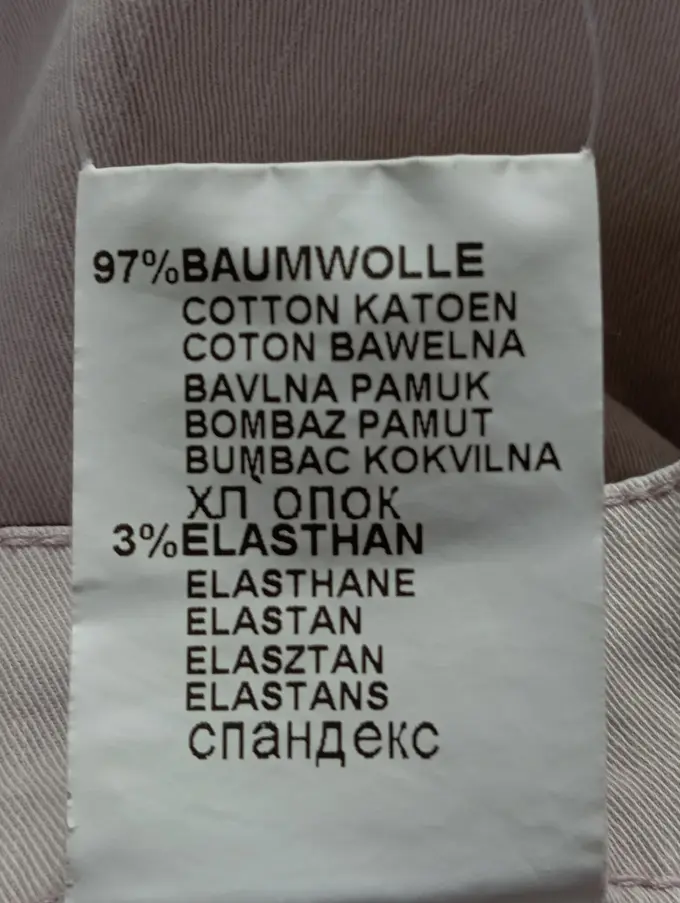 97%BAUMWOLLE
COTTON KATOEN
COTON BAWELNA
BAVLNA PAMUK
BOMBAZ PAMUT
BUMBAC KOKVILNA
ХЛ ОПОК
3%ELASTHAN
ELASTHANE
ELASTAN
ELASZTAN
ELASTANS
спандекс